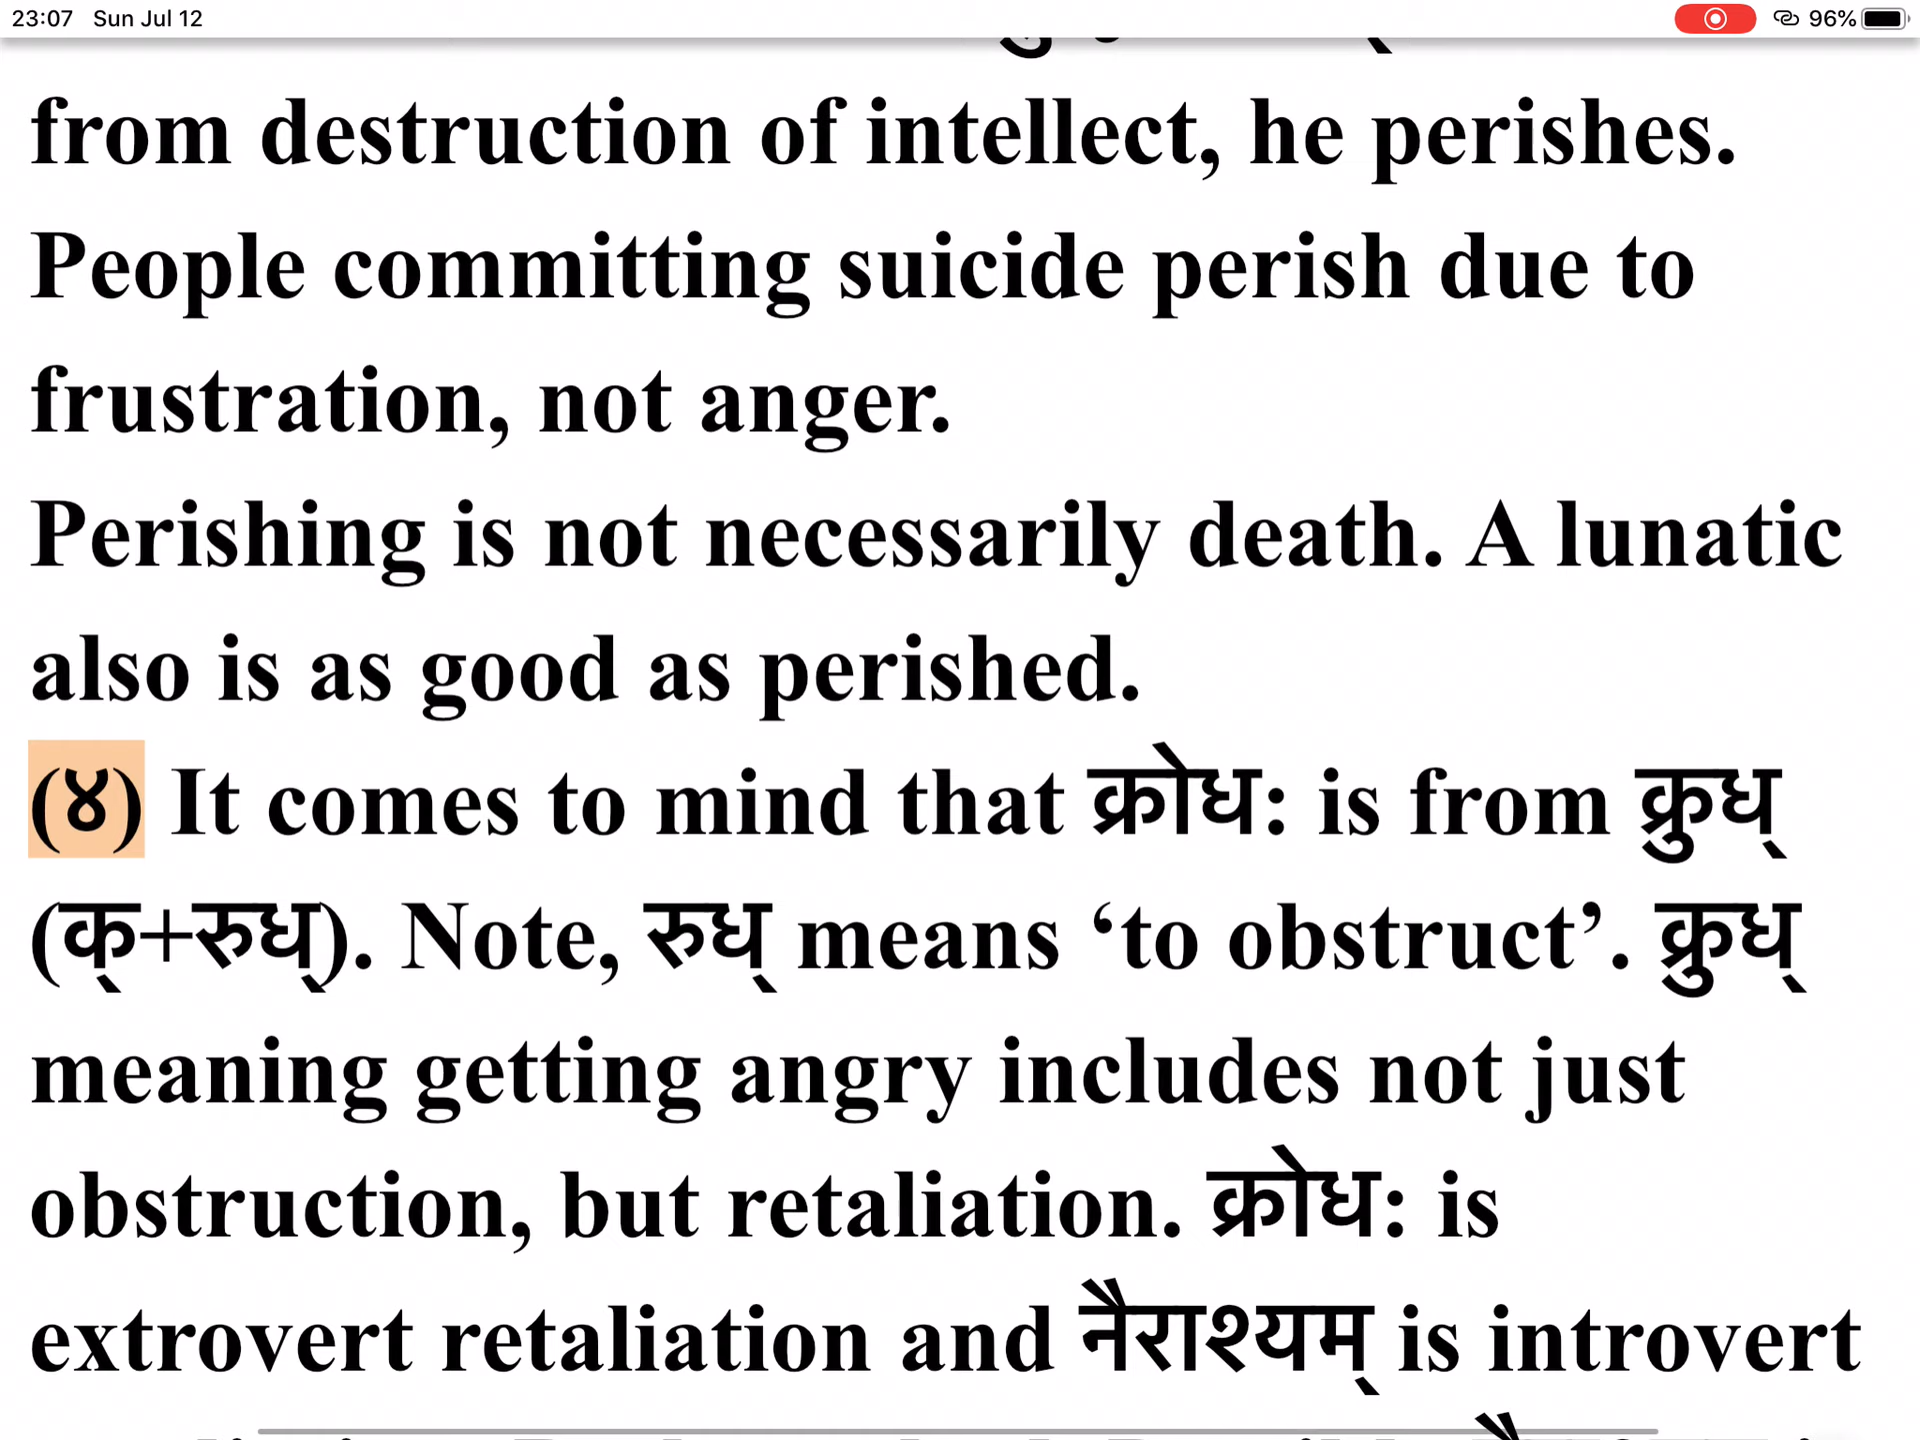 23:07 Sun Jul 12 96%
from destruction of intellect, he perishes.
People committing suicide perish due to
frustration, not anger.
Perishing is not necessarily death. A lunatic
also is as good as perished.
(४) It comes to mind that क्रोधः is from क्रुध्
(क्+रुध्). Note, रुध् means ‘to obstruct’. क्रुध्
meaning getting angry includes not just
obstruction, but retaliation. क्रोधः is
extrovert retaliation and नैराश्यम् is introvert